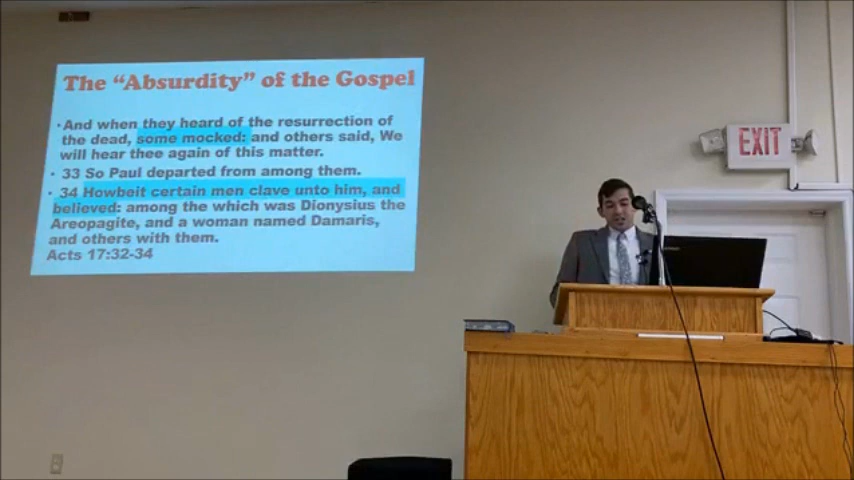 The “Absurdity” of the Gospel
• And when they heard of the resurrection of
the dead, some mocked: and others said, We
will hear thee again of this matter.
• 33 So Paul departed from among them.
• 34 Howbeit certain men clave unto him, and
believed: among the which was Dionysius the
Areopagite, and a woman named Damaris,
and others with them.
Acts 17:32-34
EXIT